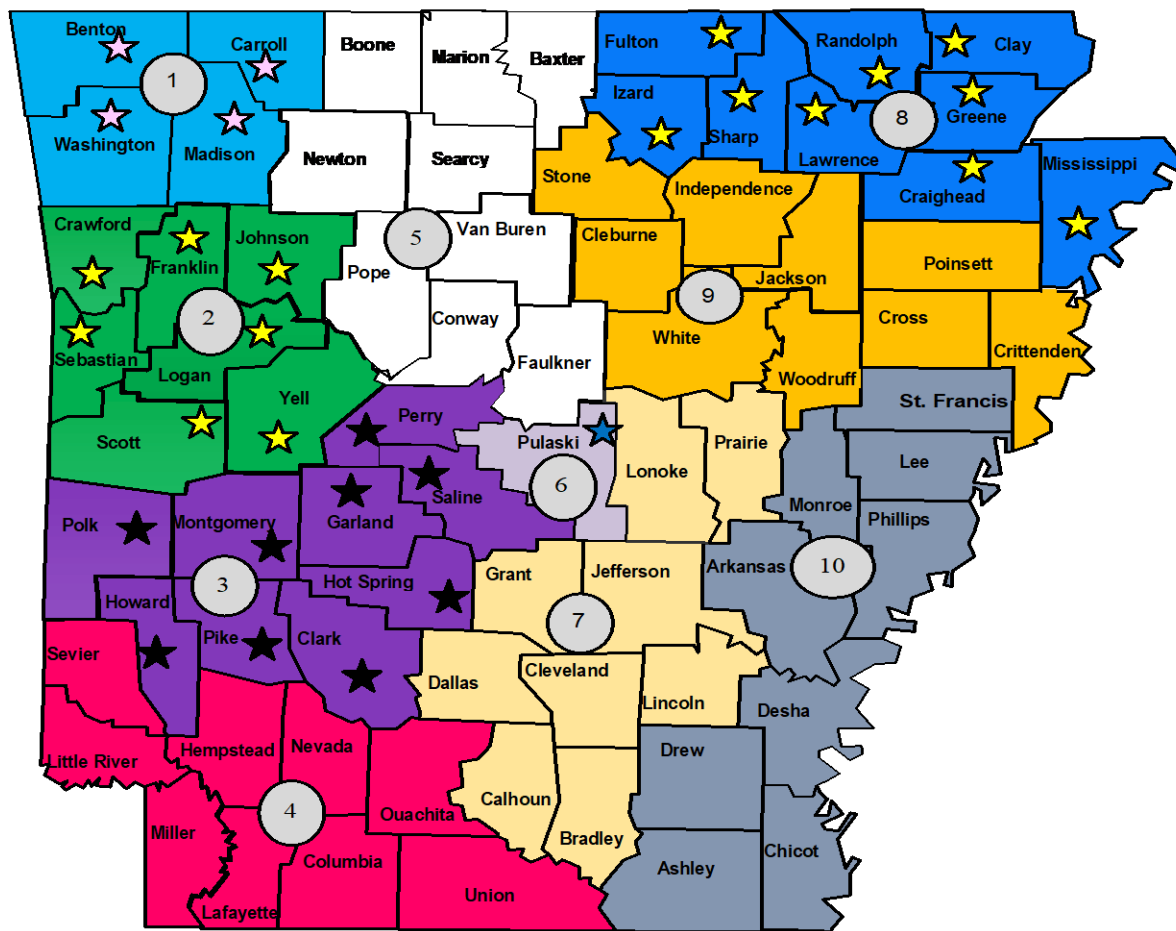 Benton
Carroll
Boone
Marion
Baxter
Fulton
Randolph
Clay
1
Izard
Sharp
8
Greene
Washington
Madison
Newton
Searcy
Lawrence
Mississippi
Stone
Independence
Craighead
Crawford
Franklin
Johnson
5
Van Buren
Cleburne
Pope
Jackson
Poinsett
2
9
Conway
White
Cross
Sebastian
Logan
Faulkner
Crittenden
Yell
Woodruff
St. Francis
Scott
Perry
Pulaski
Prairie
Lonoke
Lee
6
Saline
Monroe
Polk
Montgomery
Garland
Phillips
3
Hot Spring
Grant
Jefferson
Arkansas
10
Howard
Pike
Clark
7
Sevier
Dallas
Cleveland
Lincoln
Desha
Little River
Hempstead
Nevada
Drew
4
Ouachita
Calhoun
Miller
Bradley
Columbia
Ashley
Chicot
Lafayette
Union